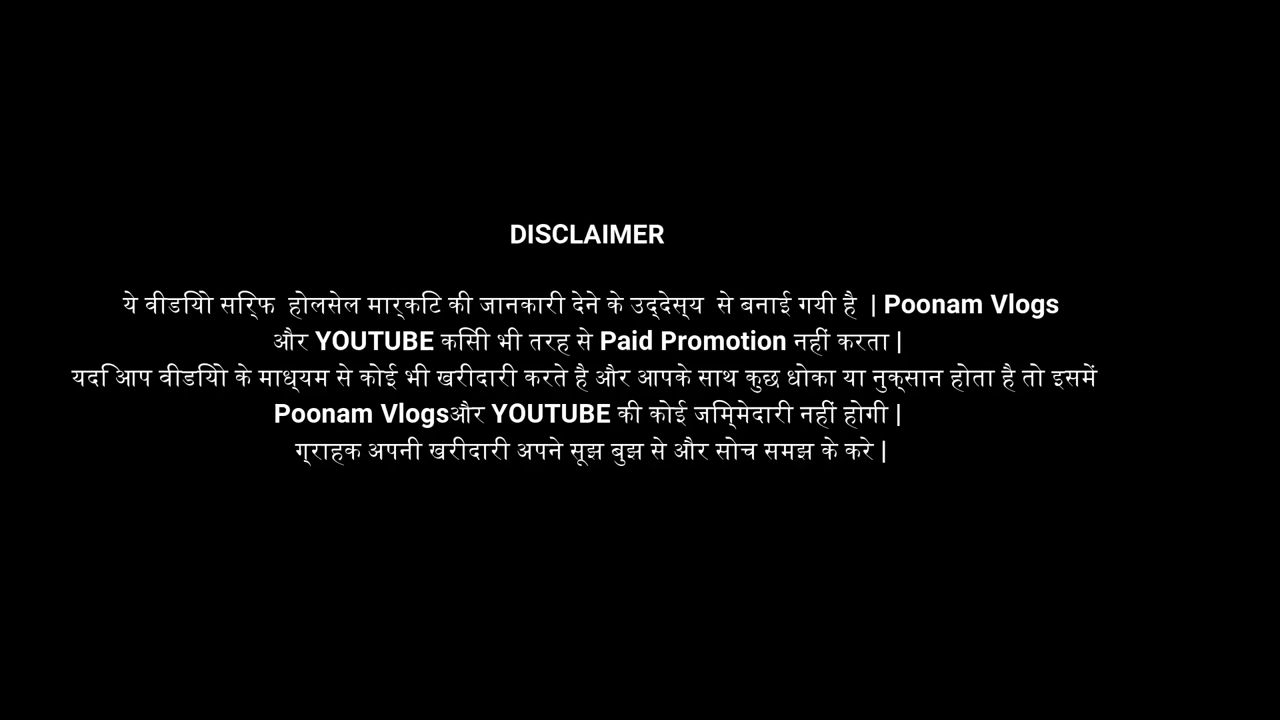 DISCLAIMER
ये वीडियो सिर्फ होलसेल मार्किट की जानकारी देने के उद्देस्य से बनाई गयी है | Poonam Vlogs
और YOUTUBE किसी भी तरह से Paid Promotion नहीं करता |
यदि आप वीडियो के माध्यम से कोई भी खरीदारी करते है और आपके साथ कुछ धोका या नुक्सान होता है तो इसमें
Poonam Vlogsऔर YOUTUBE की कोई जिम्मेदारी नहीं होगी |
ग्राहक अपनी खरीदारी अपने सूझ बुझ से और सोच समझ के करे |